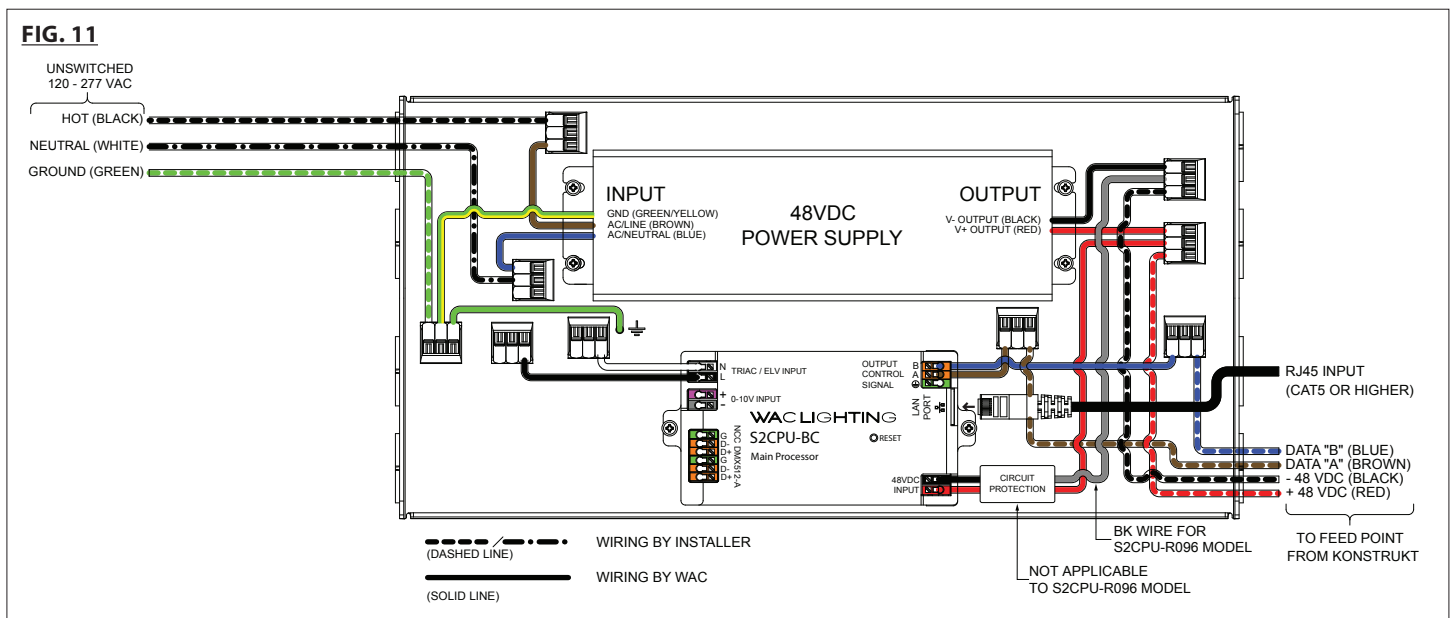 FIG. 11
UNSWITCHED
120 - 277 VAC
HOT (BLACK)
NEUTRAL (WHITE)
GROUND (GREEN)
INPUT
GND (GREEN/YELLOW)
AC/LINE (BROWN)
AC/NEUTRAL (BLUE)
48VDC
POWER SUPPLY
OUTPUT
V- OUTPUT (BLACK)
V+ OUTPUT (RED)
N
L
TRIAC / ELV INPUT
+
-
0-10V INPUT
OUTPUT
CONTROL
SIGNAL
B
A
LAN
PORT
WAC LIGHTING
S2CPU-BC
Main Processor
RESET
NCC DMX512-A
G
D-
D+
G
D-
D+
48VDC
INPUT
CIRCUIT
PROTECTION
RJ45 INPUT
(CAT5 OR HIGHER)
DATA "B" (BLUE)
DATA "A" (BROWN)
- 48 VDC (BLACK)
+ 48 VDC (RED)
TO FEED POINT
FROM KONSTRUKT
BK WIRE FOR
S2CPU-R096 MODEL
NOT APPLICABLE
TO S2CPU-R096 MODEL
(DASHED LINE)
WIRING BY INSTALLER
(SOLID LINE)
WIRING BY WAC